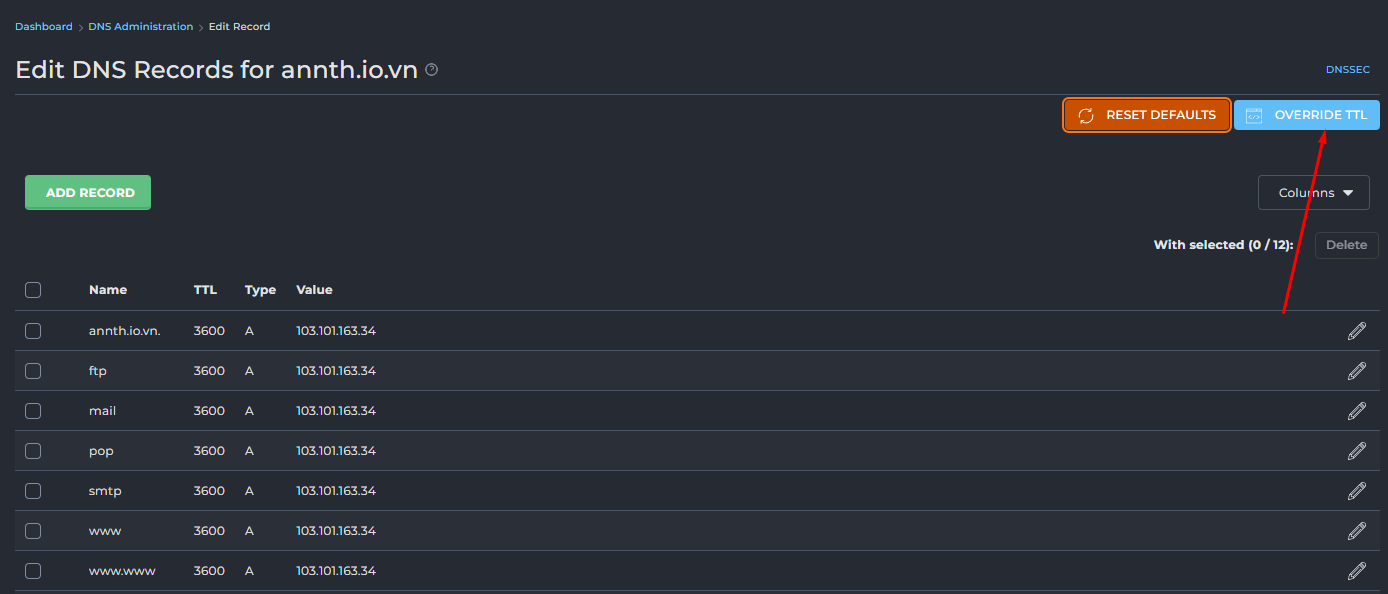 Dashboard > DNS Administration > Edit Record
Edit DNS Records for annth.io.vn ?
DNSSEC
RESET DEFAULTS OVERRIDE TTL
ADD RECORD Columns
With selected (0 / 12): Delete
Name TTL Type Value
annth.io.vn. 3600 A 103.101.163.34
ftp 3600 A 103.101.163.34
mail 3600 A 103.101.163.34
pop 3600 A 103.101.163.34
smtp 3600 A 103.101.163.34
www 3600 A 103.101.163.34
www.www 3600 A 103.101.163.34